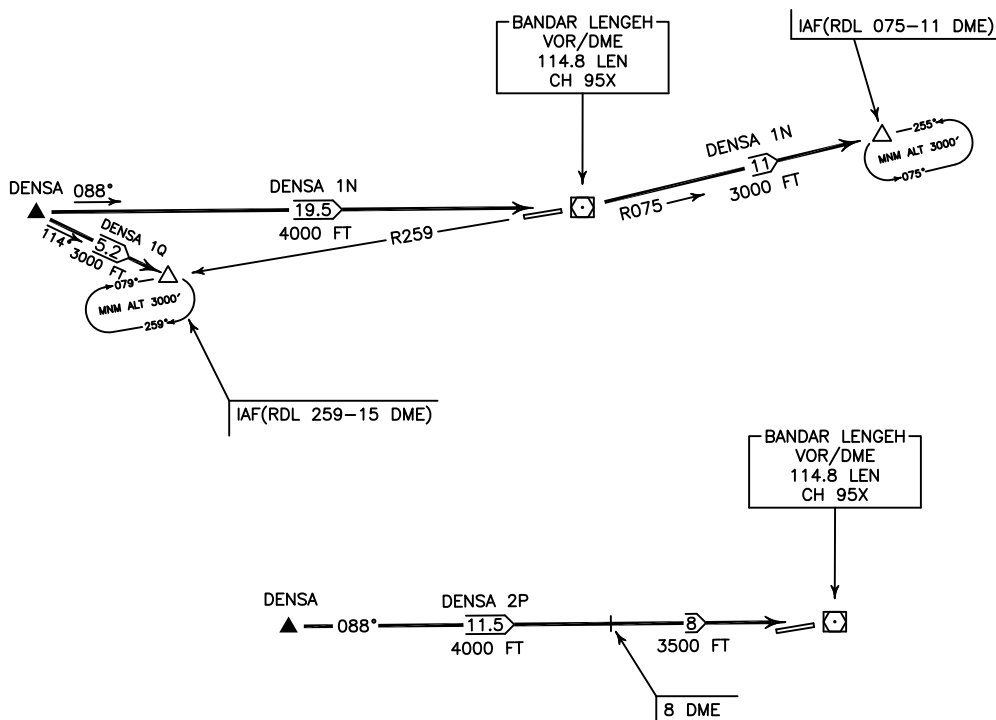 BANDAR LENGEH
VOR/DME
114.8 LEN
CH 95X
IAF(RDL 075-11 DME)
DENSA 1N
11
3000 FT
R075
255°
MNM ALT 3000'
075°
DENSA 088°
DENSA 1N
19.5
4000 FT
R259
DENSA 1Q
5.2
114° 3000 FT
079°
MNM ALT 3000'
259°
IAF(RDL 259-15 DME)
BANDAR LENGEH
VOR/DME
114.8 LEN
CH 95X
DENSA
088°
DENSA 2P
11.5
4000 FT
8
3500 FT
8 DME